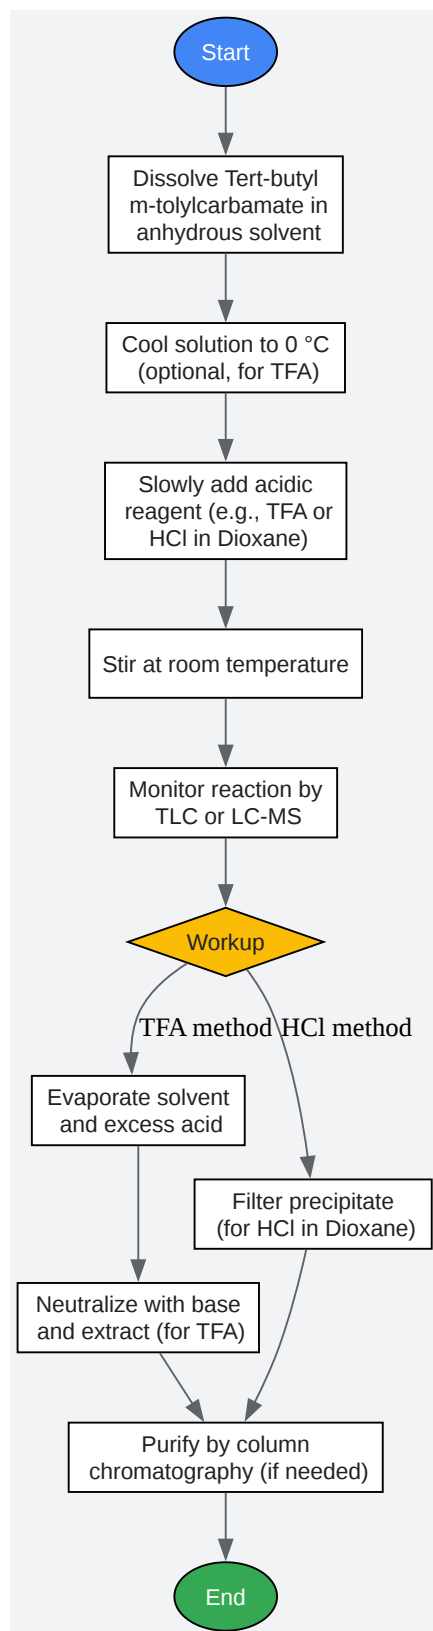 Start
Dissolve Tert-butyl
m-tolylcarbamate in
anhydrous solvent
Cool solution to 0 °C
(optional, for TFA)
Slowly add acidic
reagent (e.g., TFA or
HCl in Dioxane)
Stir at room temperature
Monitor reaction by
TLC or LC-MS
Workup
TFA method
HCl method
Evaporate solvent
and excess acid
Filter precipitate
(for HCl in Dioxane)
Neutralize with base
and extract (for TFA)
Purify by column
chromatography (if needed)
End